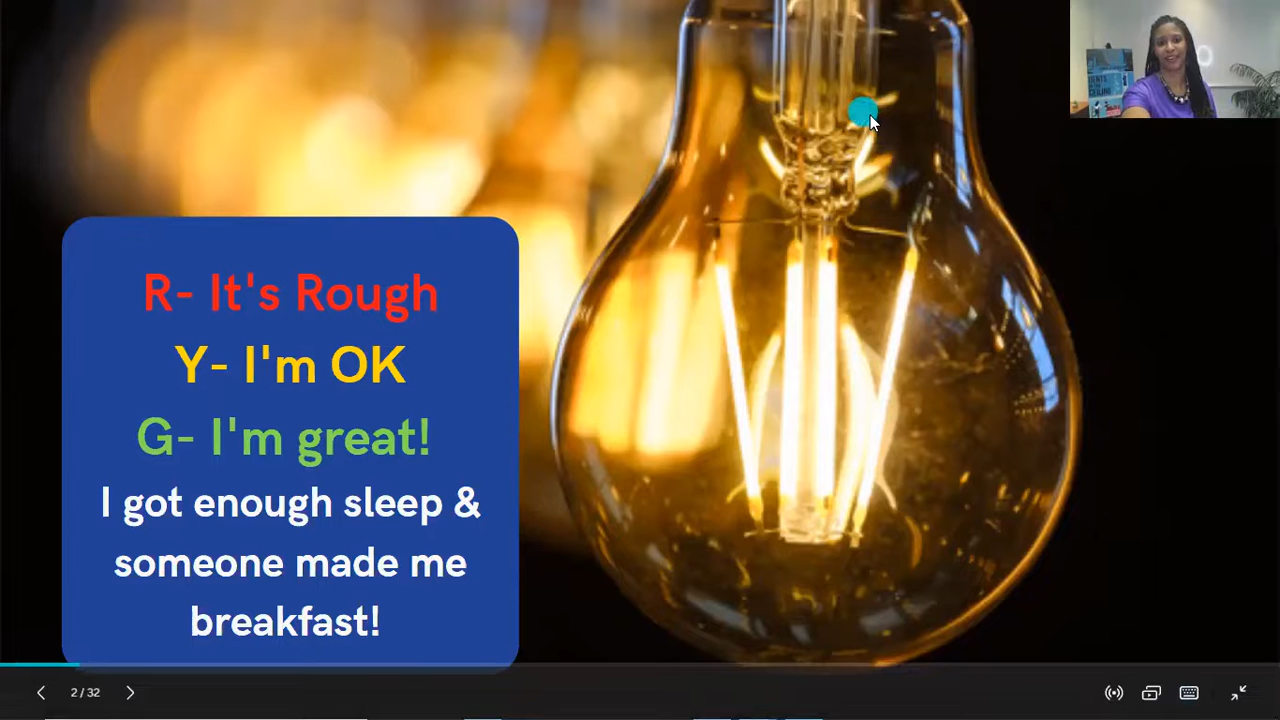 R- It's Rough
Y- I'm OK
G- I'm great!
I got enough sleep &
someone made me
breakfast!
2 / 32